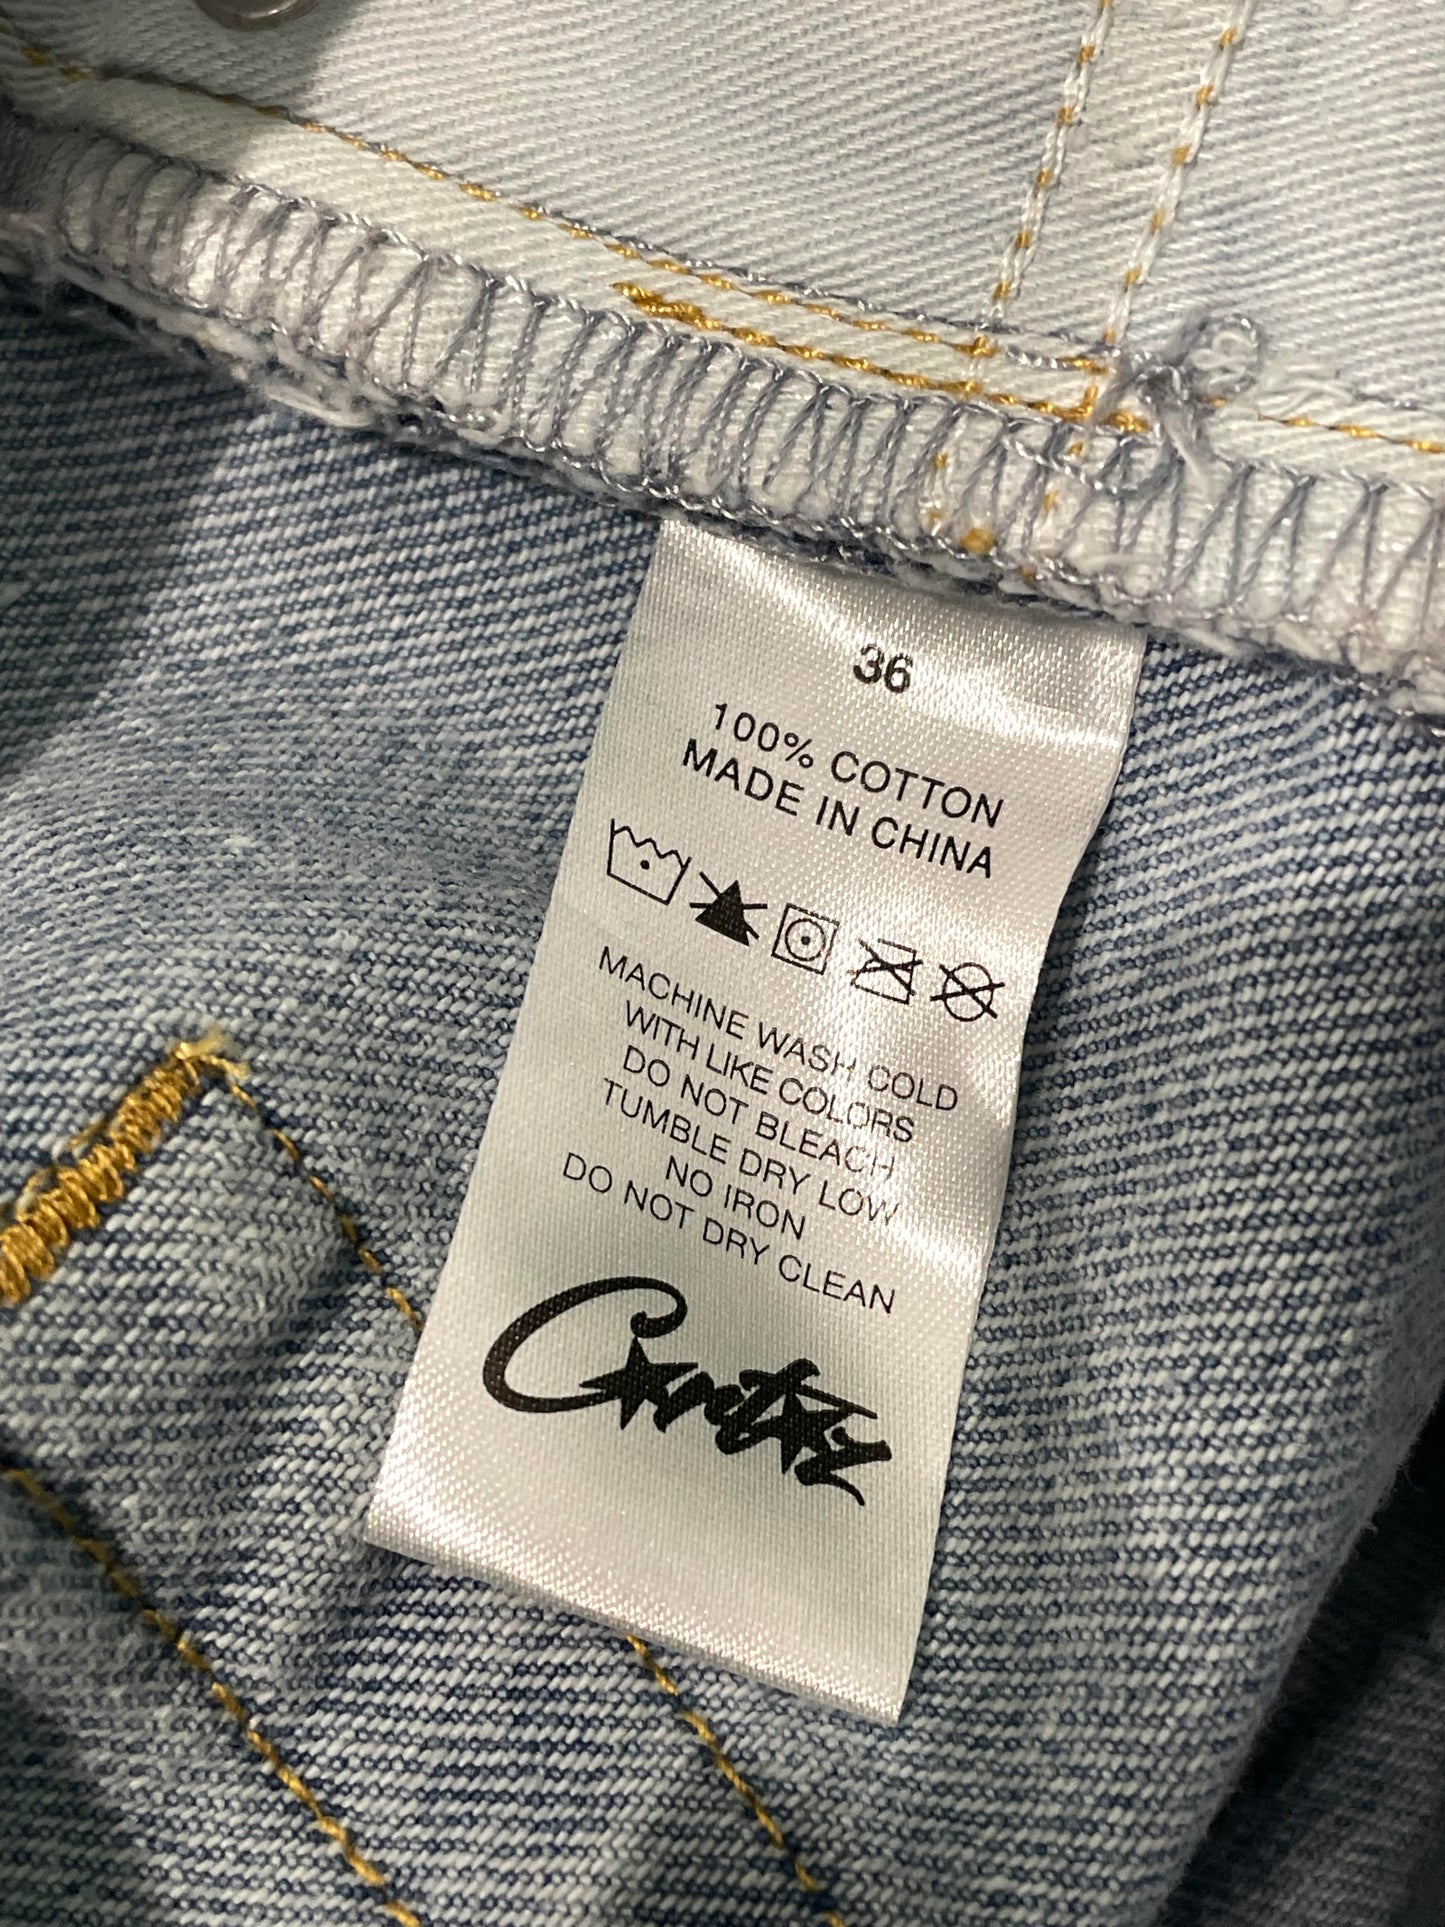 36
100% COTTON
MADE IN CHINA
MACHINE WASH COLD
WITH LIKE COLORS
DO NOT BLEACH
TUMBLE DRY LOW
NO IRON
DO NOT DRY CLEAN
Crtz